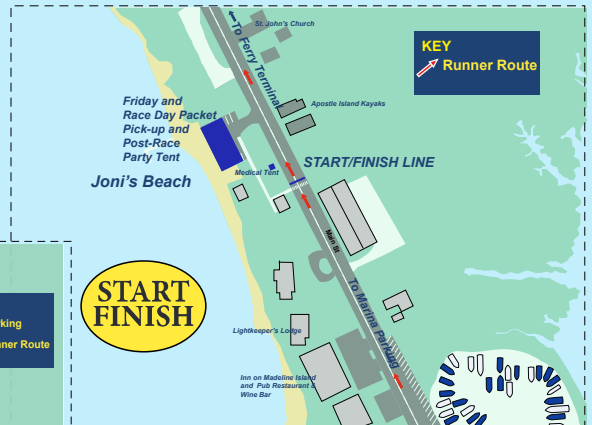 St. John's Church
To Ferry Terminal
KEY
Runner Route
Friday and
Race Day Packet
Pick-up and
Post-Race
Party Tent
Apostle Island Kayaks
START/FINISH LINE
Medical Tent
Joni's Beach
Main St
START
FINISH
To Marina Parking
rking
ner Route
Lightkeeper's Lodge
Inn on Madeline Island
and Pub Restaurant &
Wine Bar